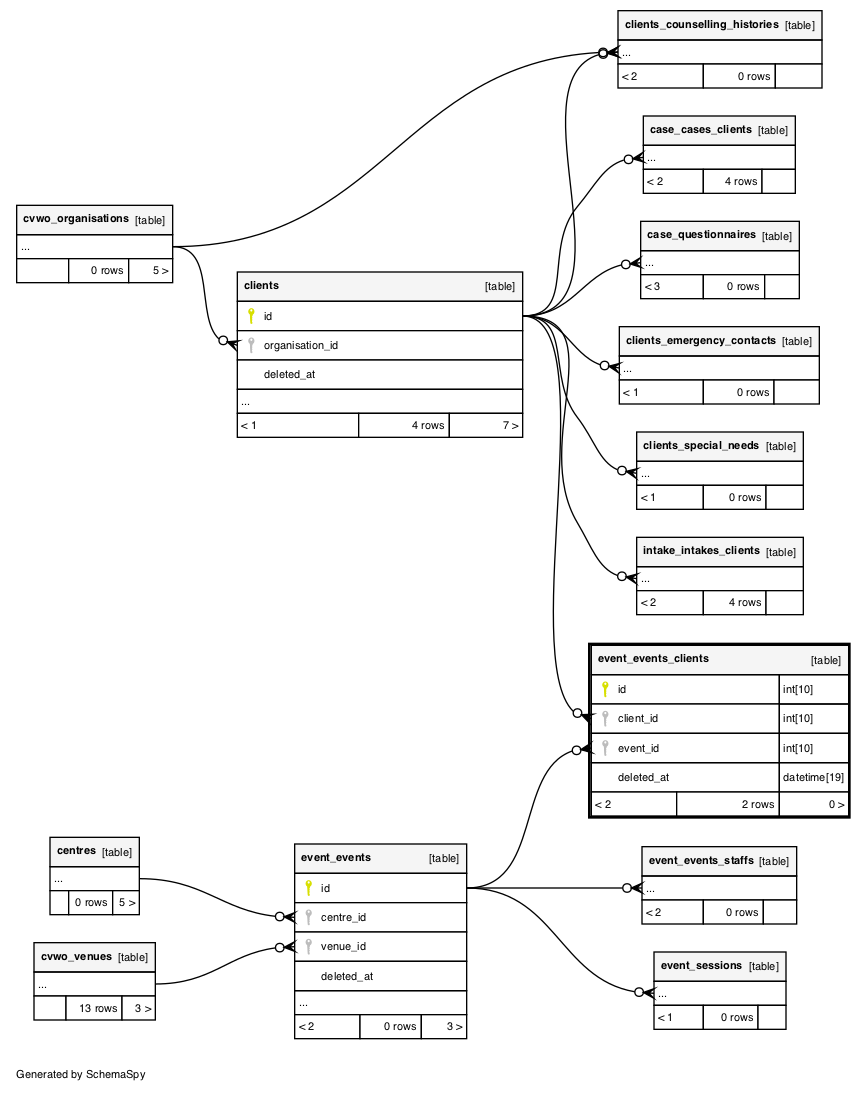 clients_counselling_histories [table]
...
< 2 0 rows
case_cases_clients [table]
...
< 2 4 rows
cvwo_organisations [table]
...
0 rows 5 >
case_questionnaires [table]
...
< 3 0 rows
clients [table]
id
organisation_id
deleted_at
...
< 1 4 rows 7 >
clients_emergency_contacts [table]
...
< 1 0 rows
clients_special_needs [table]
...
< 1 0 rows
intake_intakes_clients [table]
...
< 2 4 rows
event_events_clients [table]
id int[10]
client_id int[10]
event_id int[10]
deleted_at datetime[19]
< 2 2 rows 0 >
centres [table]
...
0 rows 5 >
event_events [table]
id
centre_id
venue_id
deleted_at
...
< 2 0 rows 3 >
event_events_staffs [table]
...
< 2 0 rows
cvwo_venues [table]
...
13 rows 3 >
event_sessions [table]
...
< 1 0 rows
Generated by SchemaSpy